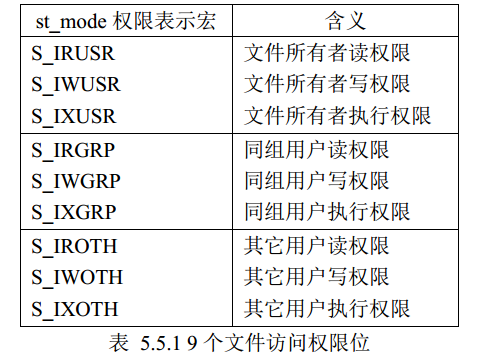 st_mode 权限表示宏 含义
S_IRUSR 文件所有者读权限
S_IWUSR 文件所有者写权限
S_IXUSR 文件所有者执行权限
S_IRGRP 同组用户读权限
S_IWGRP 同组用户写权限
S_IXGRP 同组用户执行权限
S_IROTH 其它用户读权限
S_IWOTH 其它用户写权限
S_IXOTH 其它用户执行权限
表 5.5.1 9 个文件访问权限位